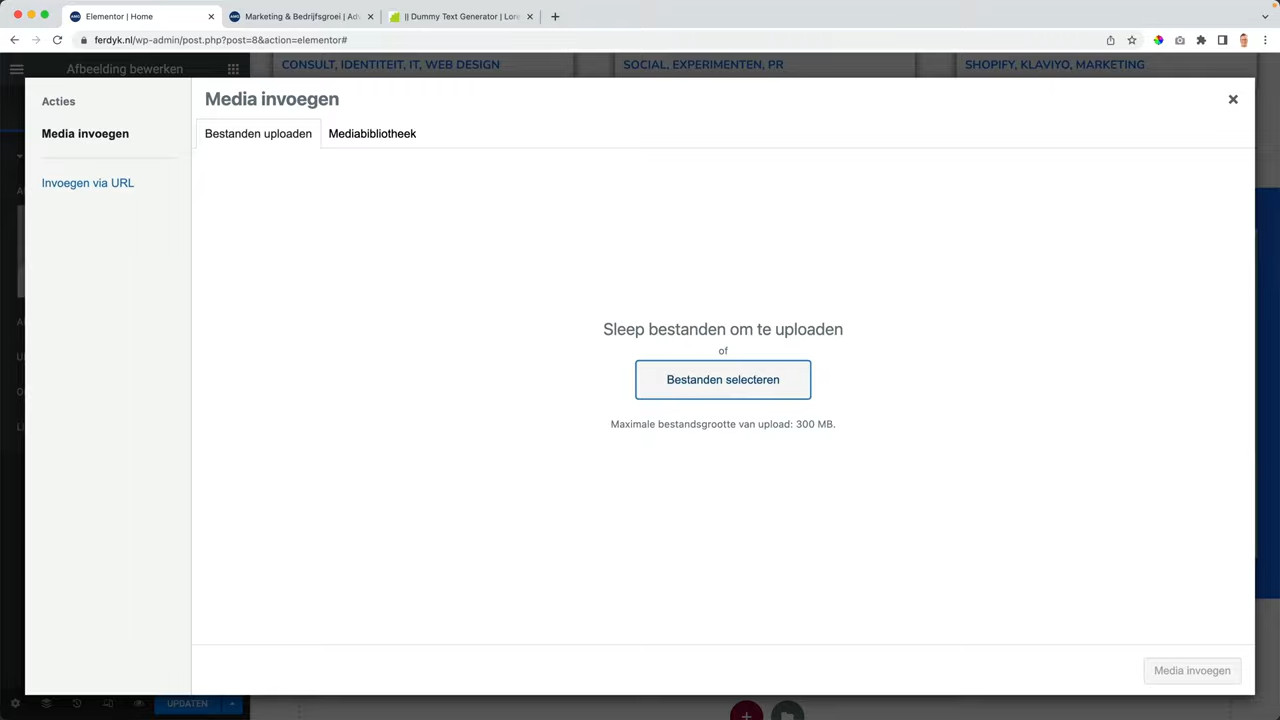 Elementor | Home
Marketing & Bedrijfsgroei | Adv
|| Dummy Text Generator | Lore
ferdyk.nl/wp-admin/post.php?post=8&action=elementor#
Afbeelding bewerken
CONSULT, IDENTITEIT, IT, WEB DESIGN
SOCIAL, EXPERIMENTEN, PR
SHOPIFY, KLAVIYO, MARKETING
Acties
Media invoegen
Invoegen via URL
Media invoegen
Bestanden uploaden
Mediabibliotheek
Sleep bestanden om te uploaden
of
Bestanden selecteren
Maximale bestandsgrootte van upload: 300 MB.
Media invoegen
UPDATEN